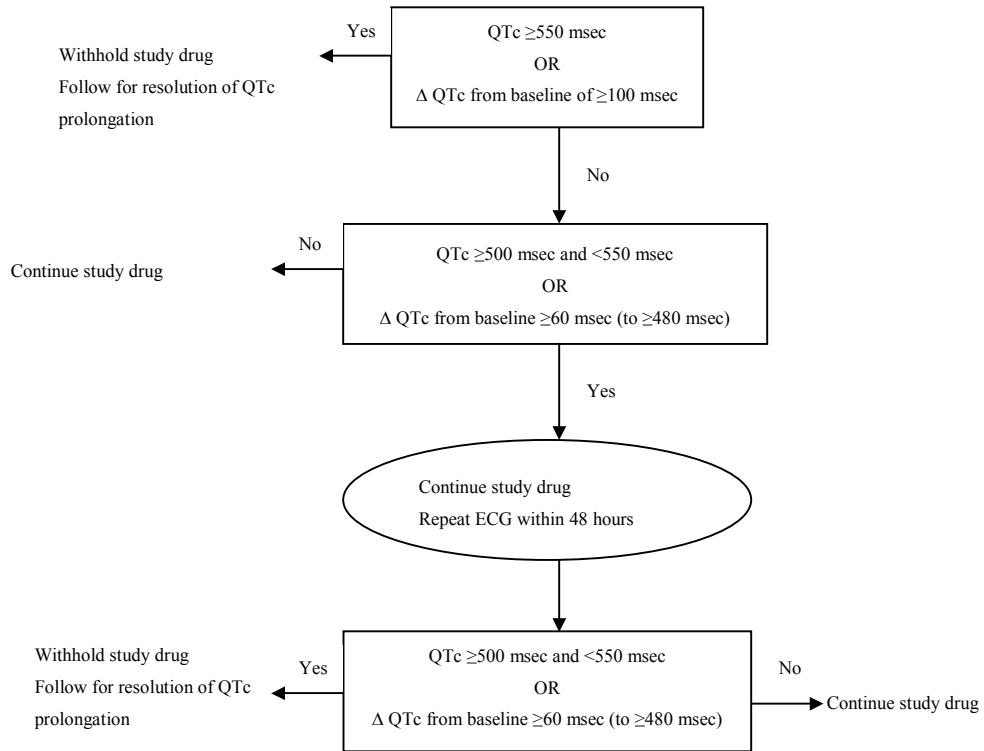 Yes
QTc ≥550 msec
OR
Δ QTc from baseline of ≥100 msec
Withhold study drug
Follow for resolution of QTc
prolongation
No
No
QTc ≥500 msec and <550 msec
OR
Δ QTc from baseline ≥60 msec (to ≥480 msec)
Continue study drug
Yes
Continue study drug
Repeat ECG within 48 hours
QTc ≥500 msec and <550 msec
OR
Δ QTc from baseline ≥60 msec (to ≥480 msec)
Yes
Withhold study drug
Follow for resolution of QTc
prolongation
No
Continue study drug